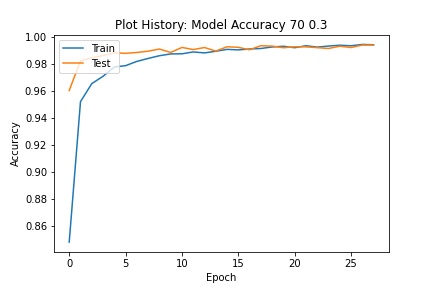 Plot History: Model Accuracy 70 0.3
1.00
0.98
0.96
0.94
0.92
0.90
0.88
0.86
Accuracy
Train
Test
0 5 10 15 20 25
Epoch